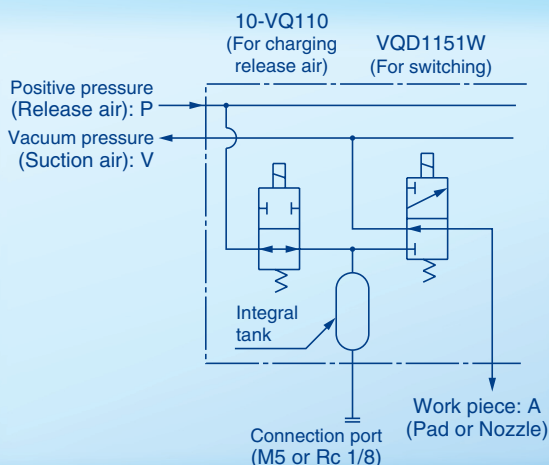 10-VQ110
(For charging
release air)
VQD1151W
(For switching)
Positive pressure
(Release air): P
Vacuum pressure
(Suction air): V
Integral
tank
Work piece: A
(Pad or Nozzle)
Connection port
(M5 or Rc 1/8)